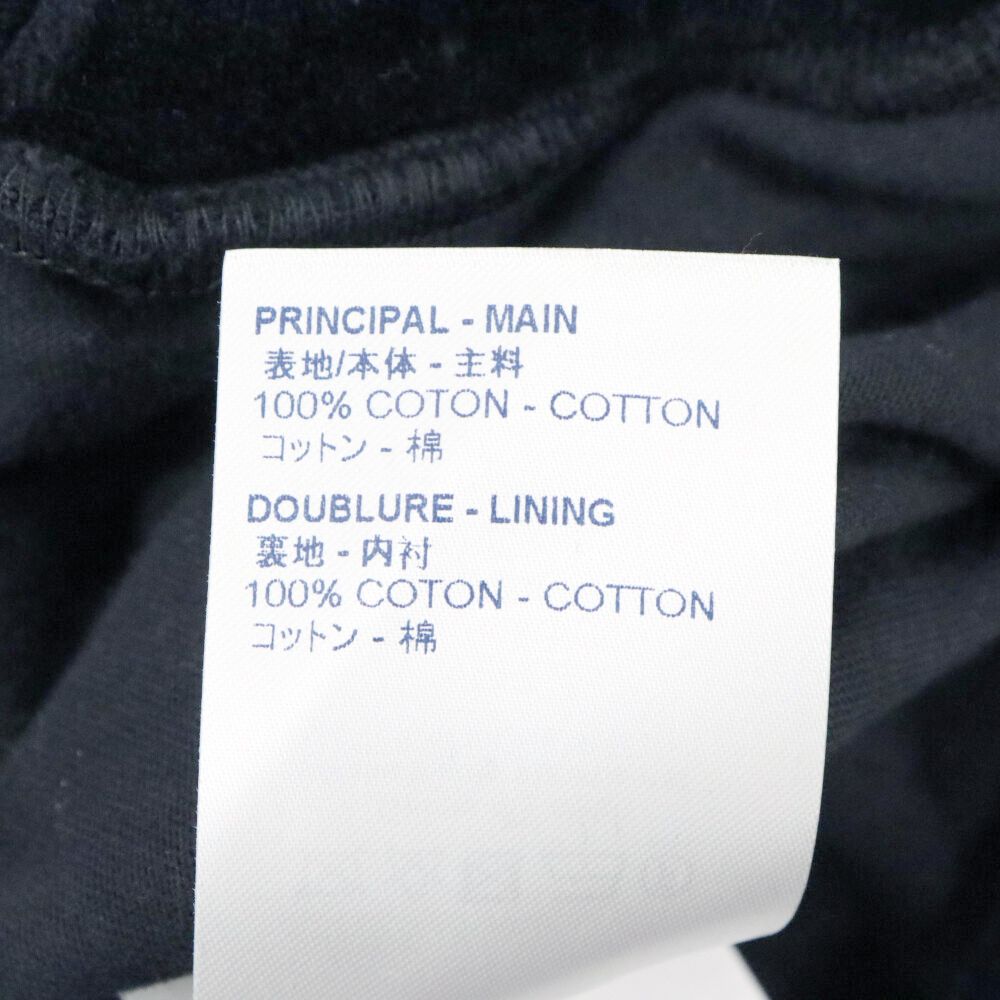 PRINCIPAL - MAIN
表地/本体 - 主料
100% COTON - COTTON
コットン - 棉
DOUBLURE - LINING
裏地 - 内衬
100% COTON - COTTON
コットン - 棉